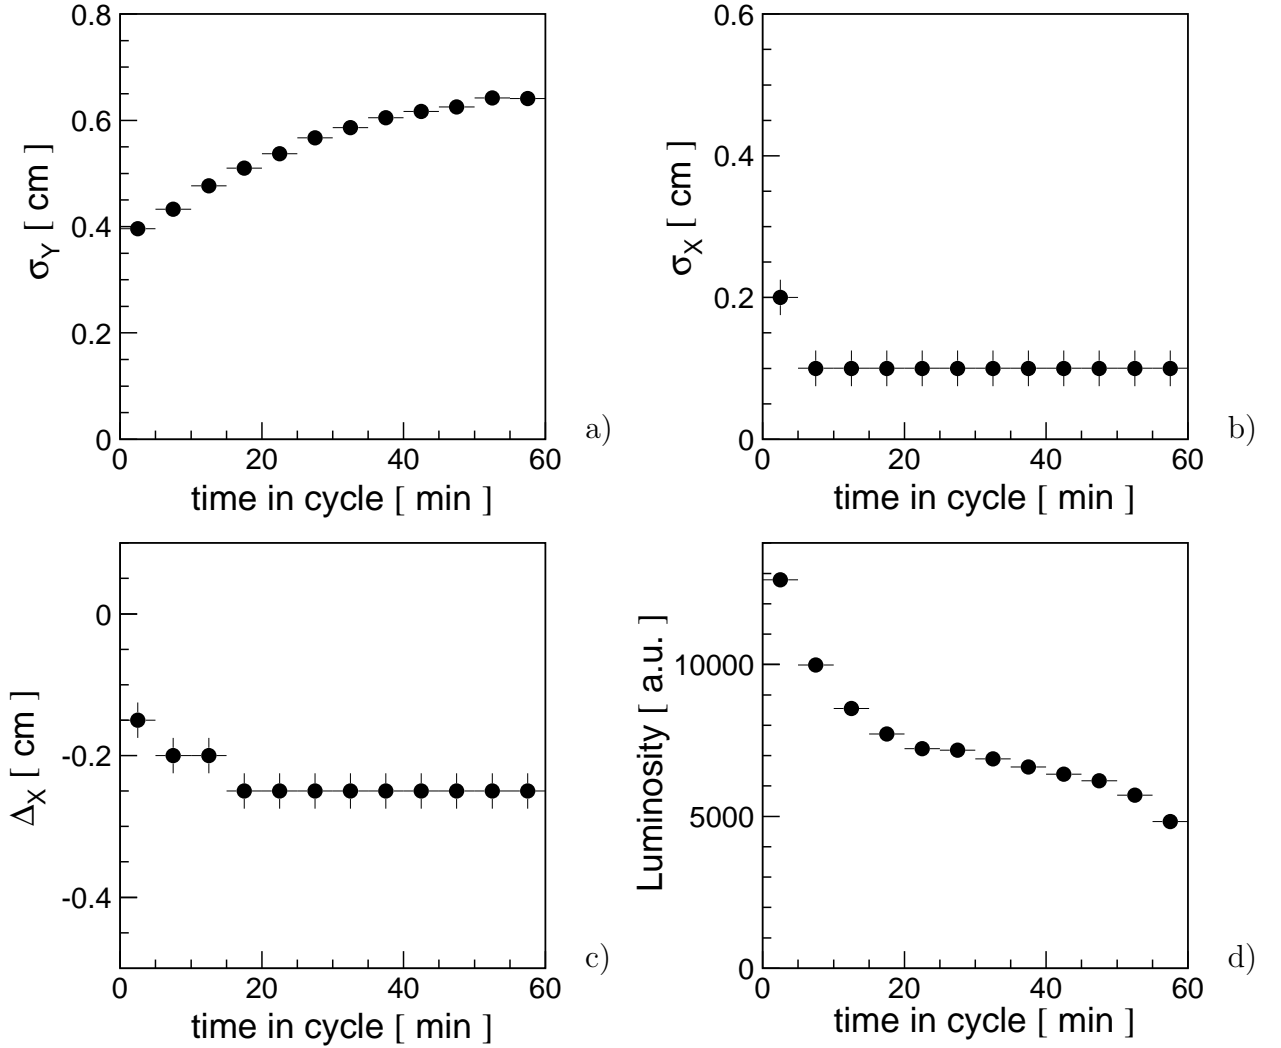 0.8
0.6
0.4
0.2
0
0 20 40 60
σY [ cm ]
time in cycle [ min ]
a)
0.6
0.4
0.2
0
0 20 40 60
σX [ cm ]
time in cycle [ min ]
b)
0
-0.2
-0.4
0 20 40 60
ΔX [ cm ]
time in cycle [ min ]
c)
10000
5000
0
0 20 40 60
Luminosity [ a.u. ]
time in cycle [ min ]
d)